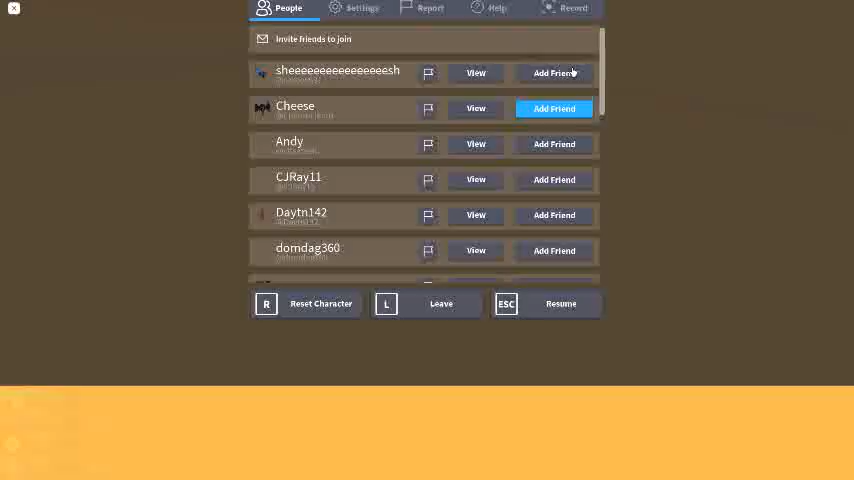 People Settings Report Help Record
Invite friends to join
sheeeeeeeeeeeeeeeesh View Add Friend
Cheese View Add Friend
Andy View Add Friend
CJRay11 View Add Friend
Daytn142 View Add Friend
domdag360 View Add Friend
R Reset Character L Leave ESC Resume